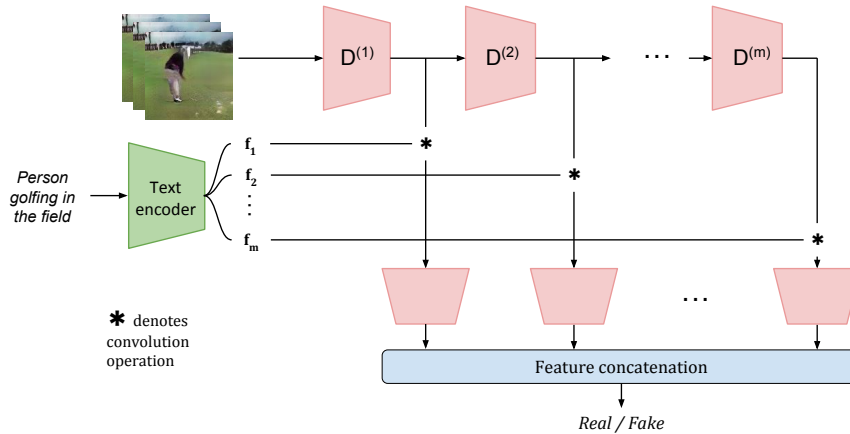 D(1)
D(2)
. . .
D(m)
Person
golfing in
the field
Text
encoder
f1
f2
⋮
fm
*
*
*
. . .
* denotes
convolution
operation
Feature concatenation
Real / Fake